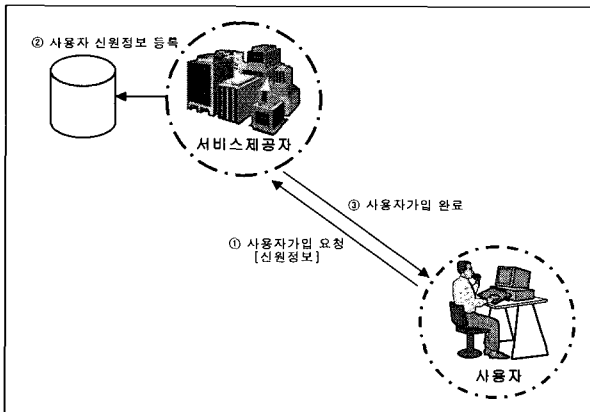 ② 사용자 신원정보 등록
서비스제공자
③ 사용자가입 완료
① 사용자가입 요청
[신원정보]
사용자